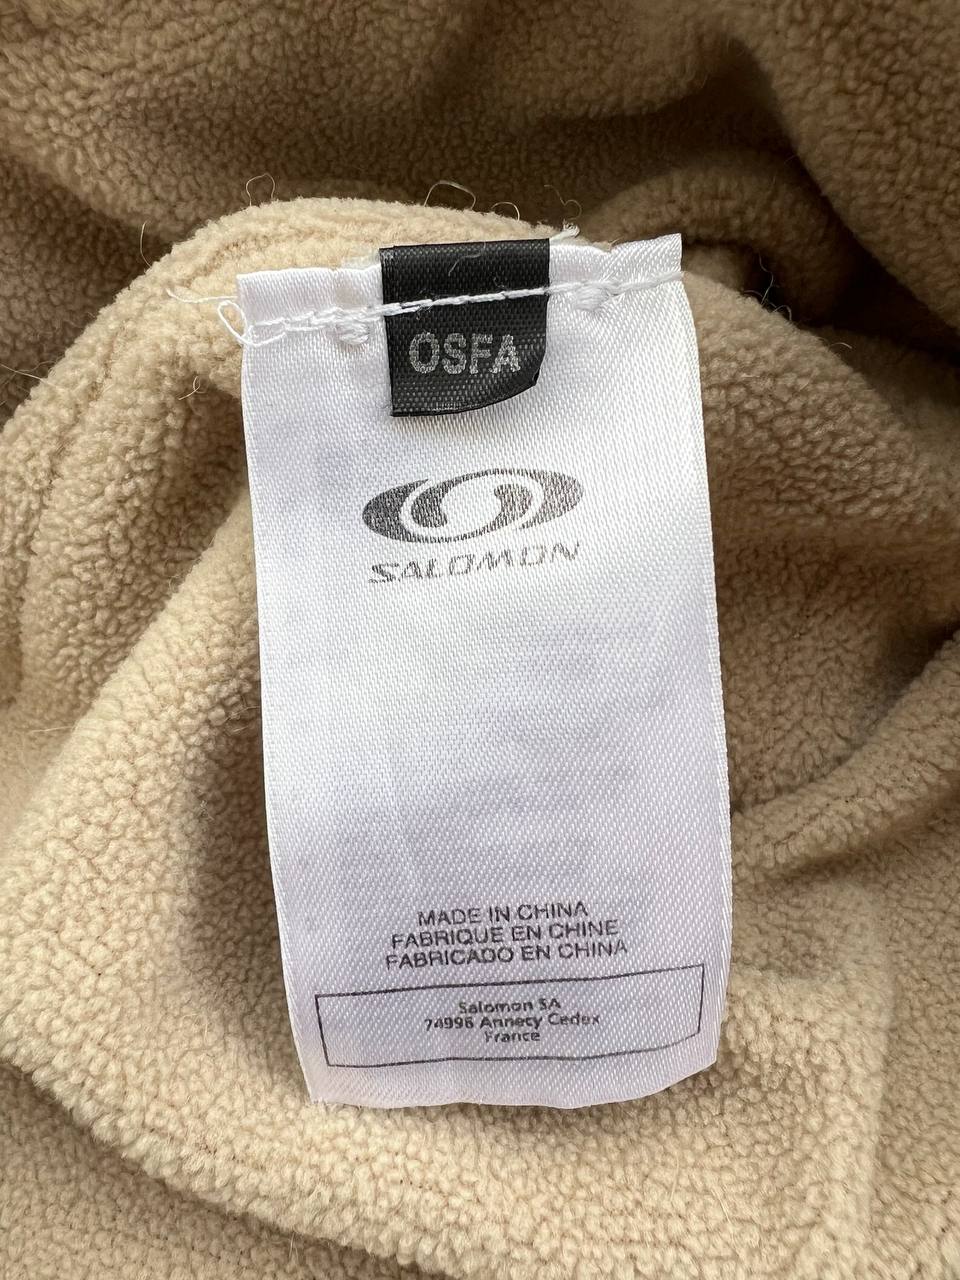 OSFA
SALOMON
MADE IN CHINA
FABRIQUE EN CHINE
FABRICADO EN CHINA
Salomon SA
74996 Annecy Cedex
France